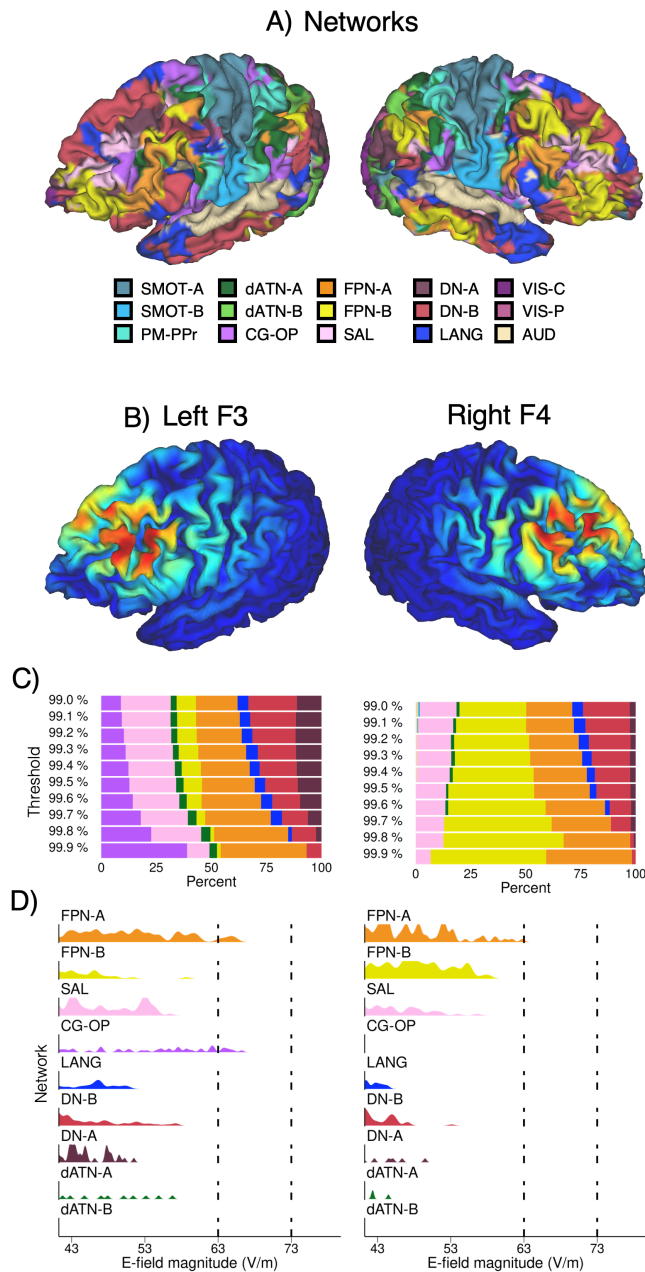 A) Networks
SMOT-A dATN-A FPN-A DN-A VIS-C
SMOT-B dATN-B FPN-B DN-B VIS-P
PM-PPr CG-OP SAL LANG AUD
B) Left F3 Right F4
C)
Threshold
99.0 %
99.1 %
99.2 %
99.3 %
99.4 %
99.5 %
99.6 %
99.7 %
99.8 %
99.9 %
0 25 50 75 100
Percent
99.0 %
99.1 %
99.2 %
99.3 %
99.4 %
99.5 %
99.6 %
99.7 %
99.8 %
99.9 %
0 25 50 75 100
Percent
D)
Network
FPN-A
FPN-B
SAL
CG-OP
LANG
DN-B
DN-A
dATN-A
dATN-B
43 53 63 73
E-field magnitude (V/m)
FPN-A
FPN-B
SAL
CG-OP
LANG
DN-B
DN-A
dATN-A
dATN-B
43 53 63 73
E-field magnitude (V/m)